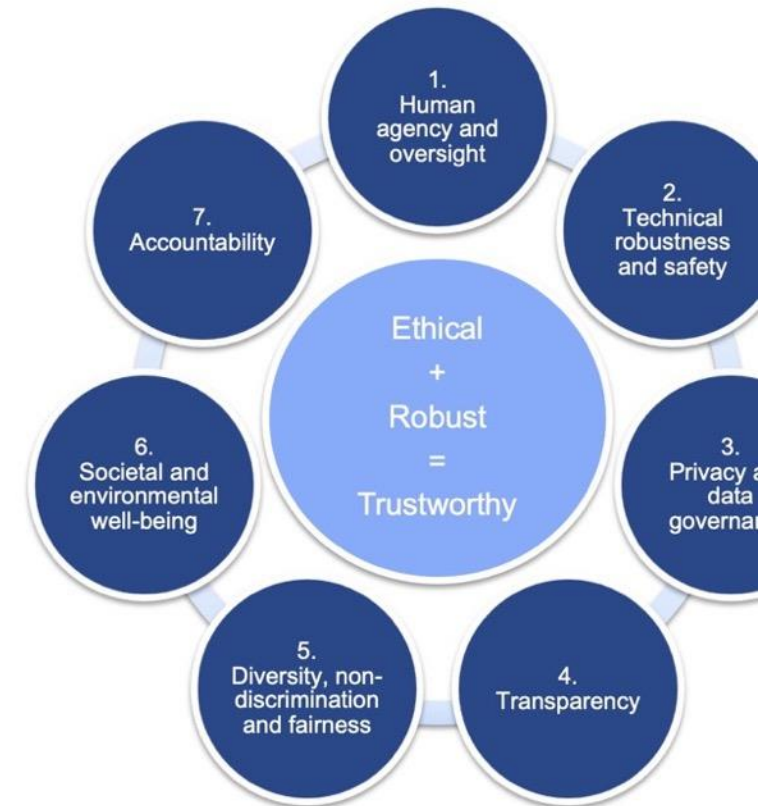 1.
Human
agency and
oversight
2.
Technical
robustness
and safety
3.
Privacy a
data
governan
4.
Transparency
5.
Diversity, non-
discrimination
and fairness
6.
Societal and
environmental
well-being
7.
Accountability
Ethical
+
Robust
=
Trustworthy